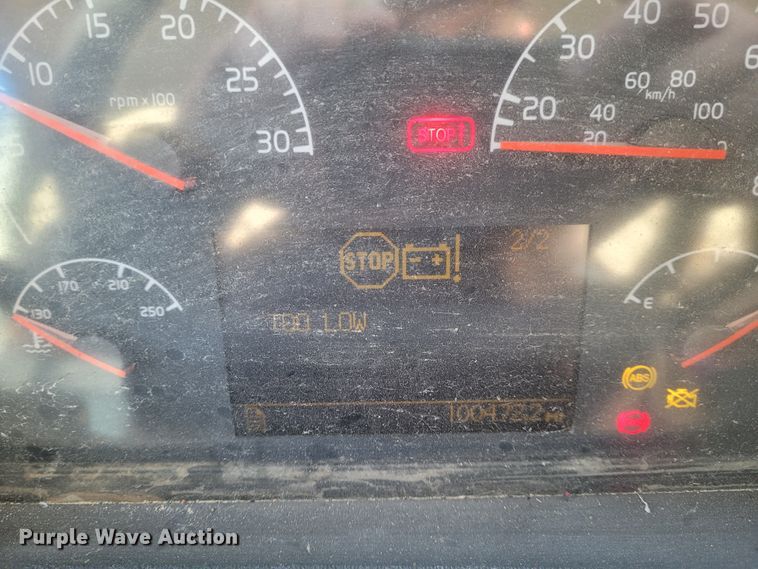 10 15 20 25 30
rpm x 100
STOP !
20 30 40 50
60 80
km/h
20 40 100
2/2
STOP - + !
TOO LOW
130 170 210 250
E
ABS
Purple Wave Auction